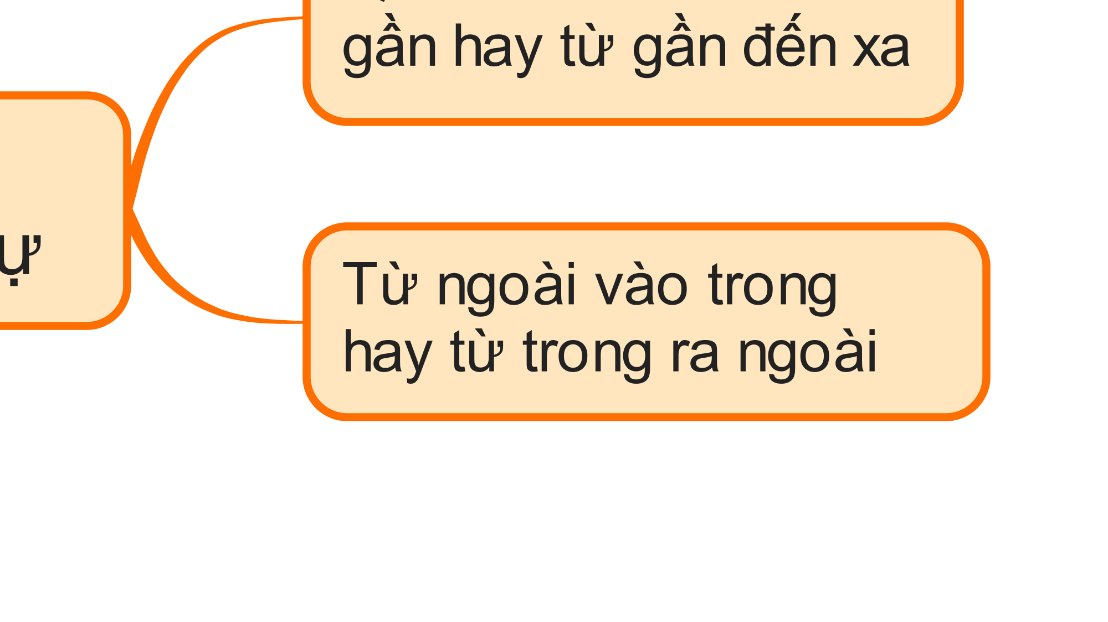 gần hay từ gần đến xa
Từ ngoài vào trong
hay từ trong ra ngoài